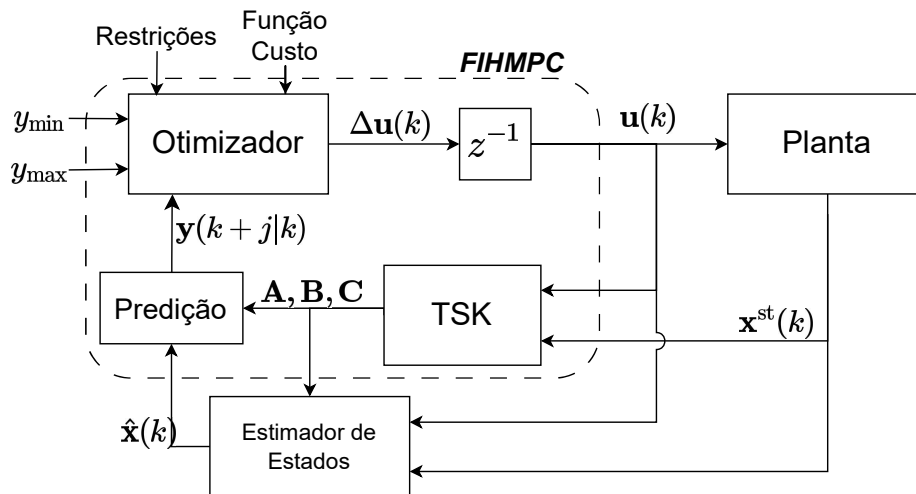 Restrições
Função
Custo
FIHMPC
y_min
y_max
Otimizador
Δu(k)
z⁻¹
u(k)
Planta
y(k + j|k)
Predição
A, B, C
TSK
x^st(k)
x̂(k)
Estimador de
Estados